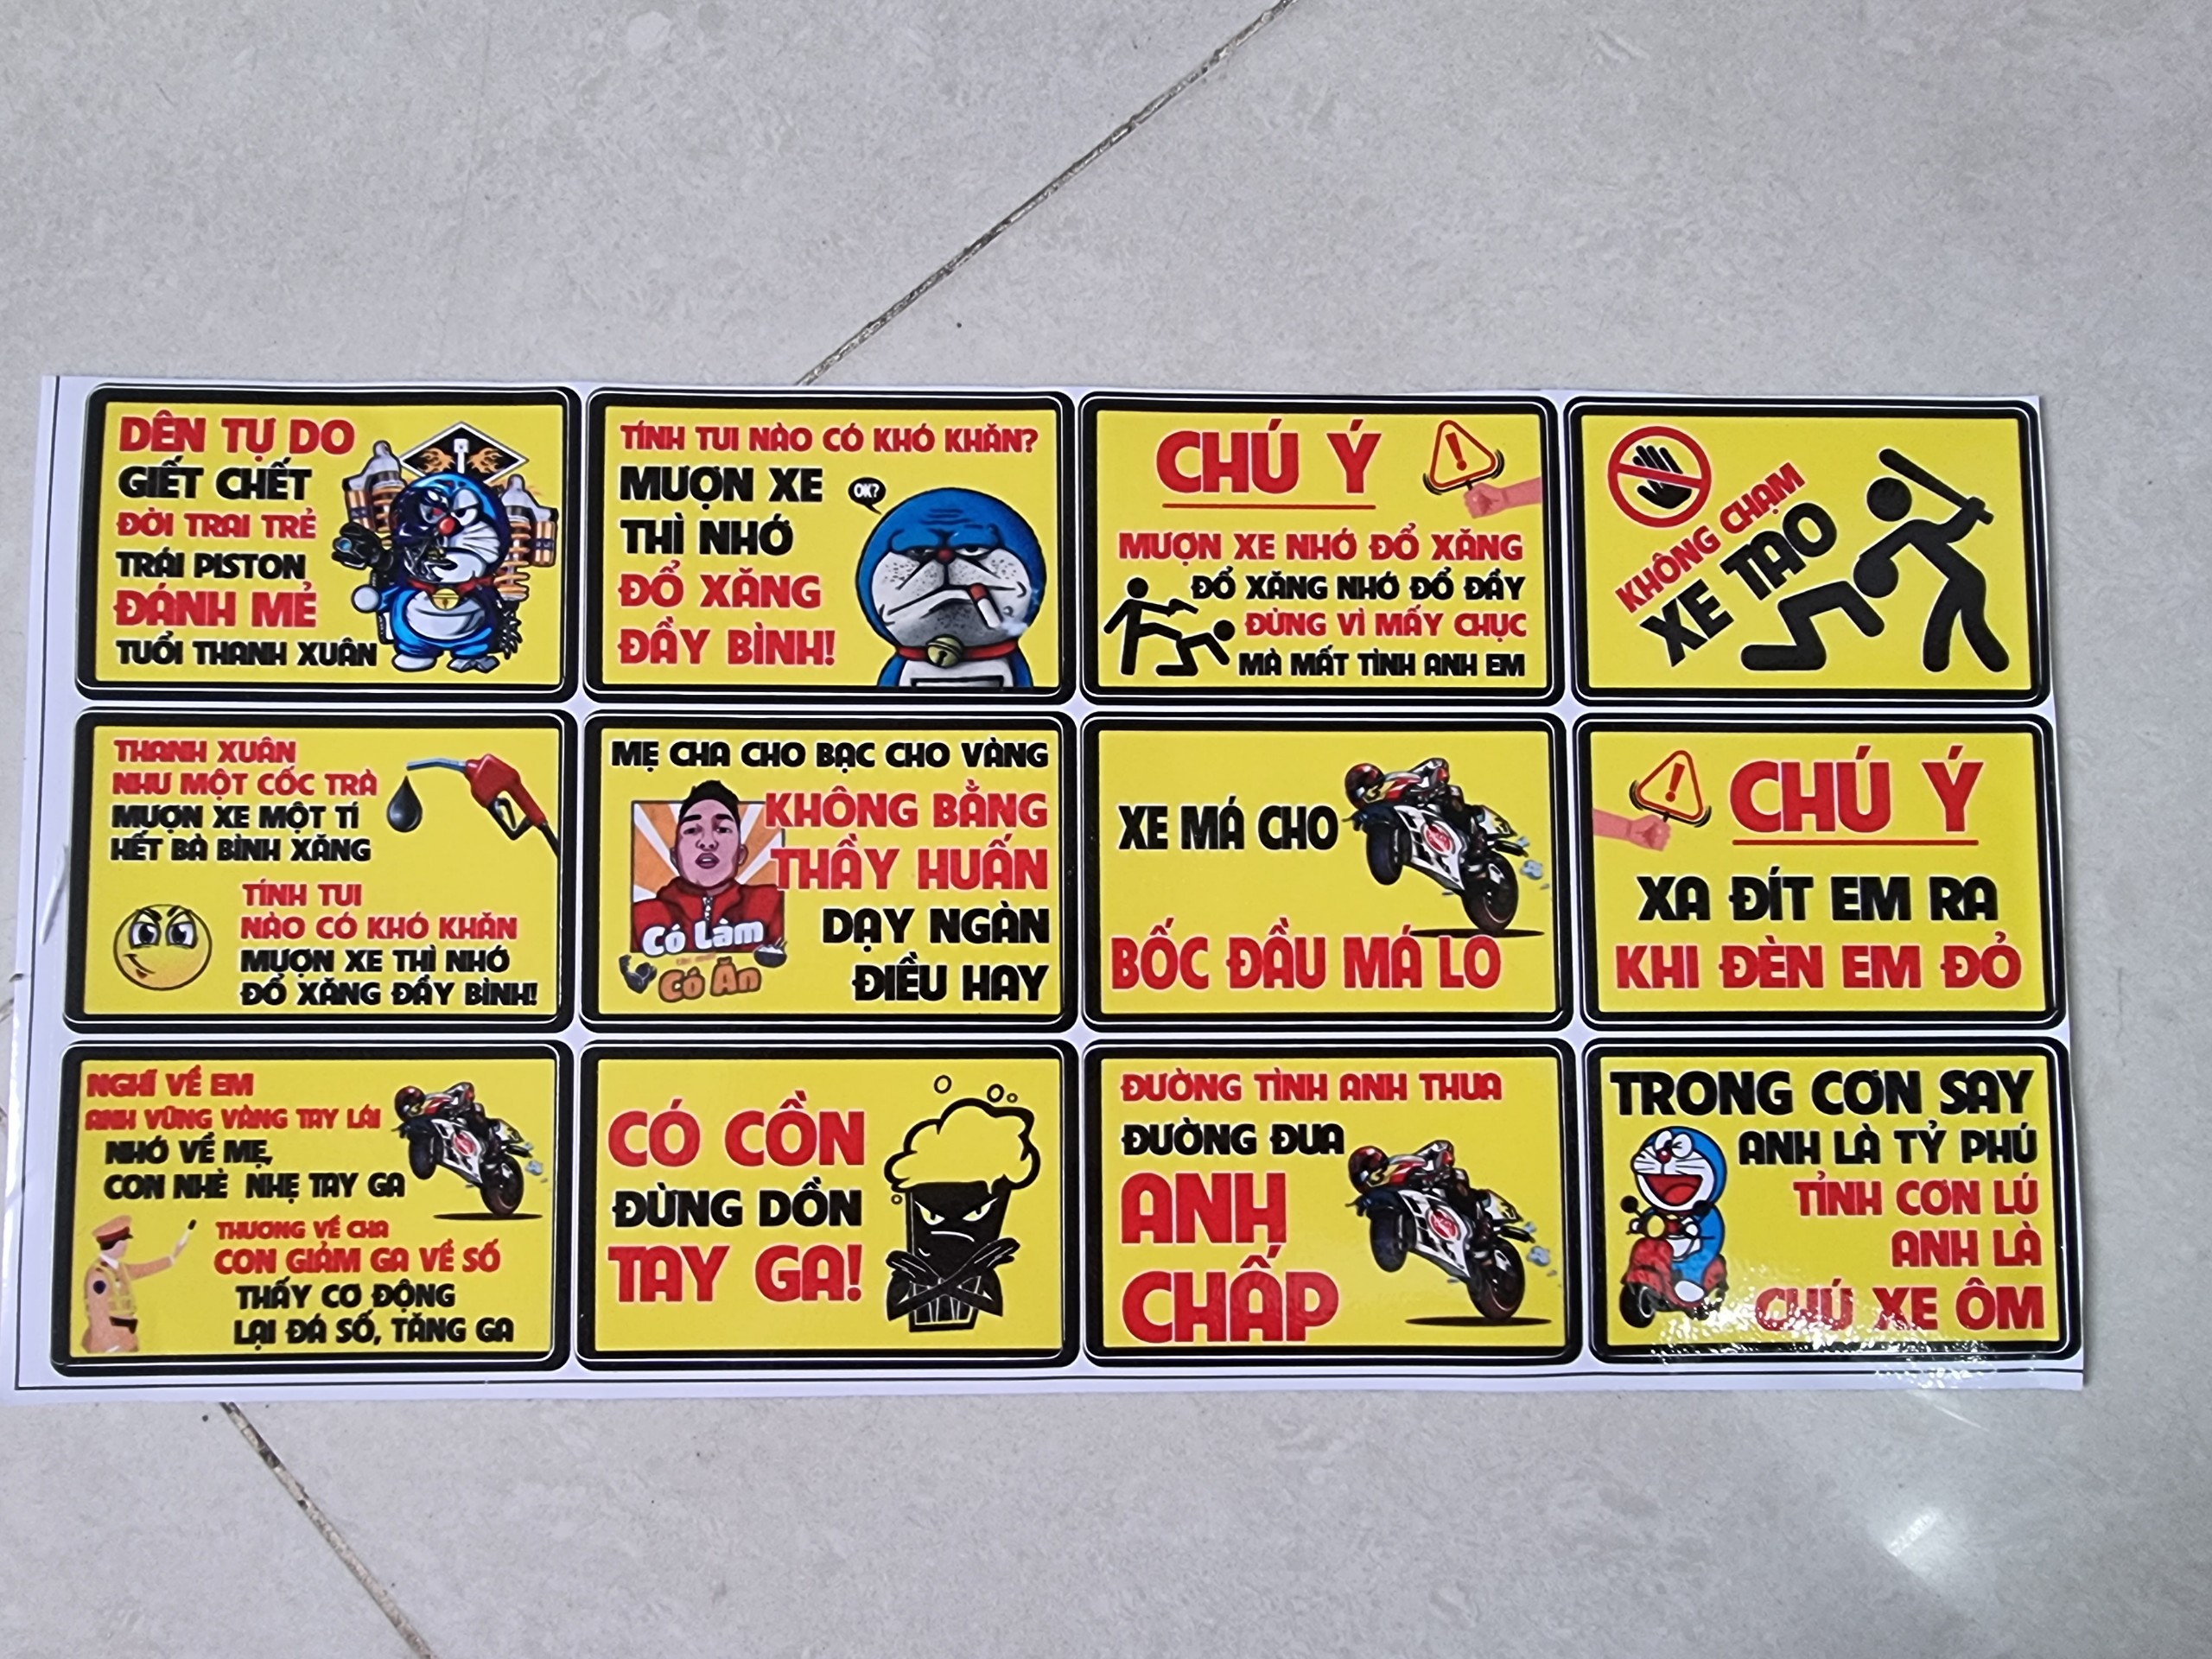 DÊN TỰ DO
GIẾT CHẾT
ĐỜI TRAI TRẺ
TRÁI PISTON
ĐÁNH MẺ
TUỔI THANH XUÂN
TÍNH TUI NÀO CÓ KHÓ KHĂN?
MƯỢN XE
THÌ NHỚ
ĐỔ XĂNG
ĐẦY BÌNH!
OK?
CHÚ Ý
MƯỢN XE NHỚ ĐỔ XĂNG
ĐỔ XĂNG NHỚ ĐỔ ĐẦY
ĐỪNG VÌ MẤY CHỤC
MÀ MẤT TÌNH ANH EM
KHÔNG CHẠM
XE TAO
THANH XUÂN
NHƯ MỘT CỐC TRÀ
MƯỢN XE MỘT TÍ
HẾT BÀ BÌNH XĂNG
TÍNH TUI
NÀO CÓ KHÓ KHĂN
MƯỢN XE THÌ NHỚ
ĐỔ XĂNG ĐẦY BÌNH!
MẸ CHA CHO BẠC CHO VÀNG
KHÔNG BẰNG
THẦY HUẤN
DẠY NGÀN
ĐIỀU HAY
Có Làm
Có Ăn
XE MÁ CHO
BỐC ĐẦU MÁ LO
CHÚ Ý
XA ĐÍT EM RA
KHI ĐÈN EM ĐỎ
NGHĨ VỀ EM
ANH VỮNG VÀNG TAY LÁI
NHỚ VỀ MẸ,
CON NHÈ NHẸ TAY GA
THƯƠNG VỀ CHA
CON GIẢM GA VỀ SỐ
THẤY CƠ ĐỘNG
LẠI ĐÁ SỐ, TĂNG GA
CÓ CỒN
ĐỪNG DỒN
TAY GA!
ĐƯỜNG TÌNH ANH THUA
ĐƯỜNG ĐUA
ANH
CHẤP
TRONG CƠN SAY
ANH LÀ TỶ PHÚ
TỈNH CƠN LÚ
ANH LÀ
CHÚ XE ÔM